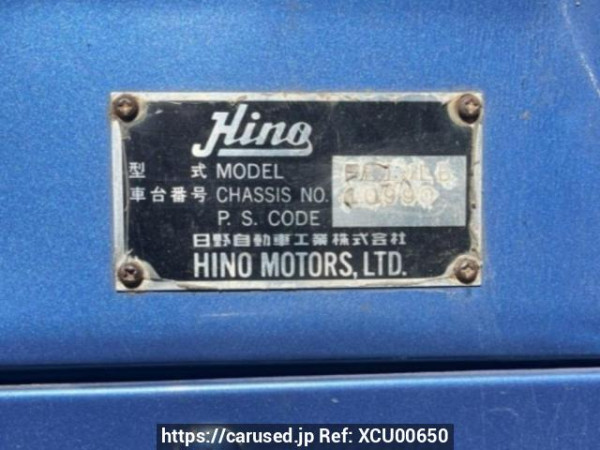 Hino
型 式 MODEL
車台番号 CHASSIS NO.
P. S. CODE
日野自動車工業株式会社
HINO MOTORS, LTD.
https://carused.jp Ref: XCU00650